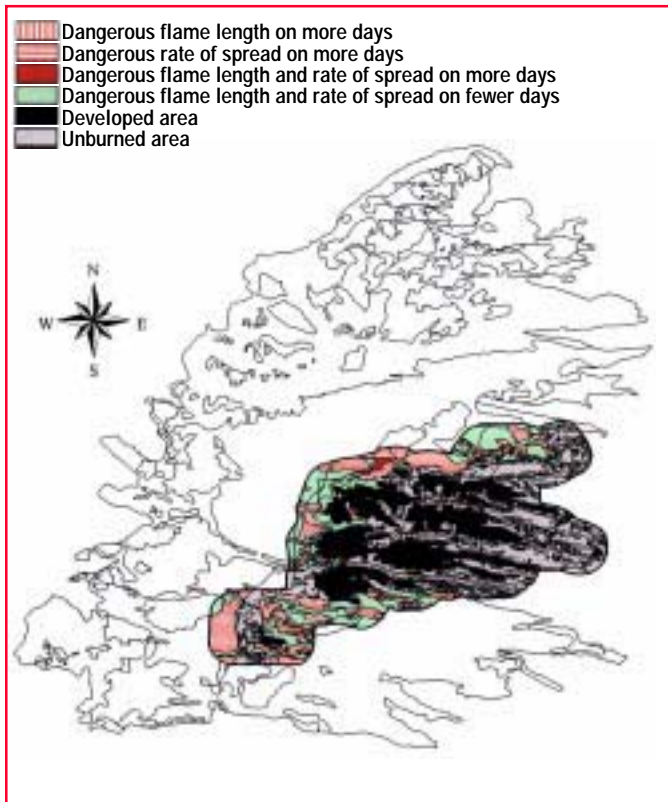 Dangerous flame length on more days
Dangerous rate of spread on more days
Dangerous flame length and rate of spread on more days
Dangerous flame length and rate of spread on fewer days
Developed area
Unburned area
N
W E
S